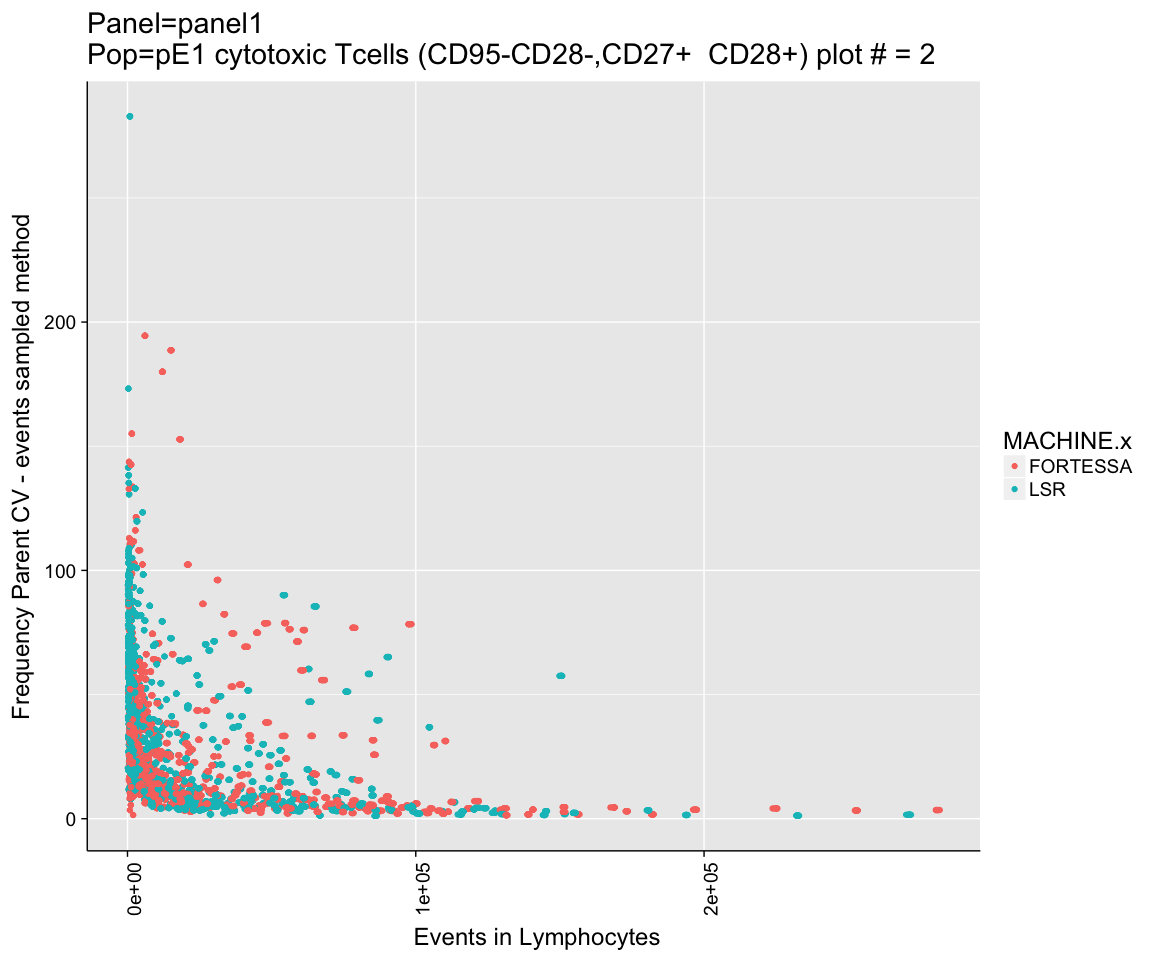 Panel=panel1
Pop=pE1 cytotoxic Tcells (CD95-CD28-,CD27+  CD28+) plot # = 2
Frequency Parent CV - events sampled method
200
100
0
0e+00
1e+05
2e+05
Events in Lymphocytes
MACHINE.x
FORTESSA
LSR